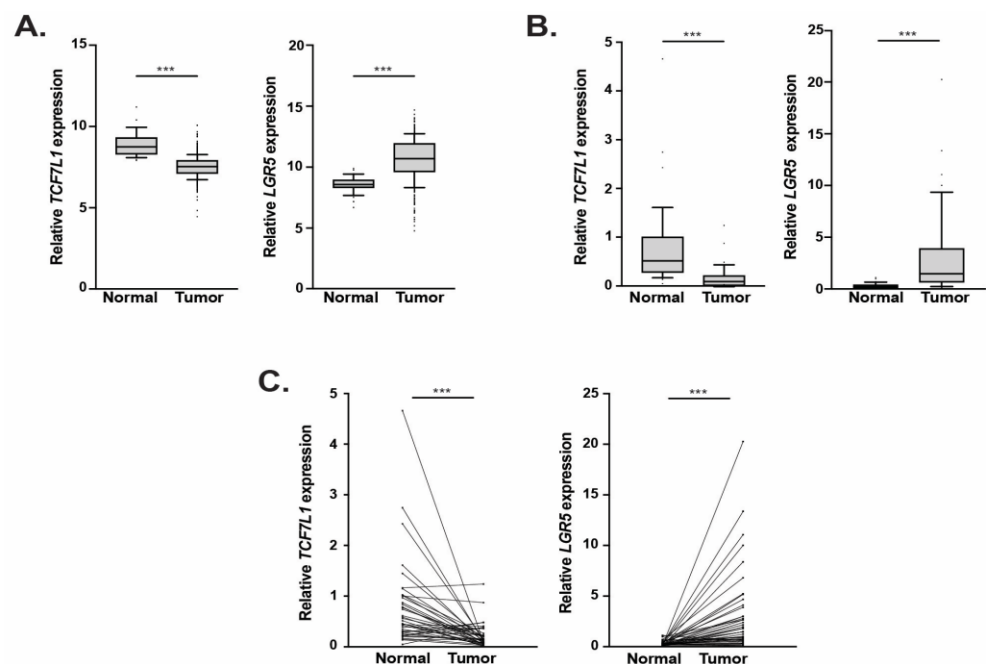 A.
Relative TCF7L1 expression
15
10
5
0
***
Normal Tumor
Relative LGR5 expression
20
15
10
5
0
***
Normal Tumor
B.
Relative TCF7L1 expression
5
4
3
2
1
0
***
Normal Tumor
Relative LGR5 expression
25
20
15
10
5
0
***
Normal Tumor
C.
Relative TCF7L1 expression
5
4
3
2
1
0
***
Normal Tumor
Relative LGR5 expression
25
20
15
10
5
0
***
Normal Tumor